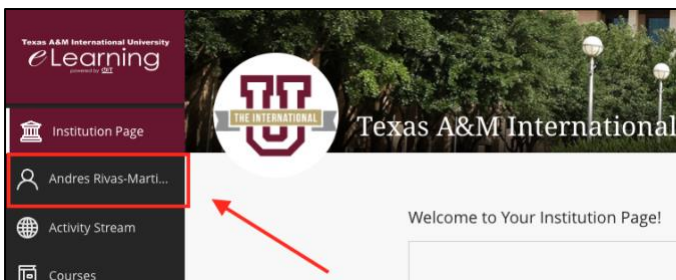 Texas A&M International University
eLearning
powered by OIT
Institution Page
Andres Rivas-Marti...
Activity Stream
Courses
THE INTERNATIONAL
U
Texas A&M International
Welcome to Your Institution Page!